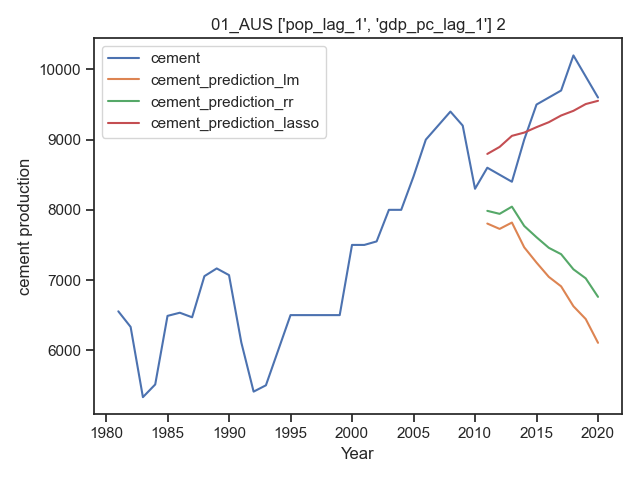 01_AUS ['pop_lag_1', 'gdp_pc_lag_1'] 2
cement
cement_prediction_lm
cement_prediction_rr
cement_prediction_lasso
cement production
10000
9000
8000
7000
6000
1980 1985 1990 1995 2000 2005 2010 2015 2020
Year